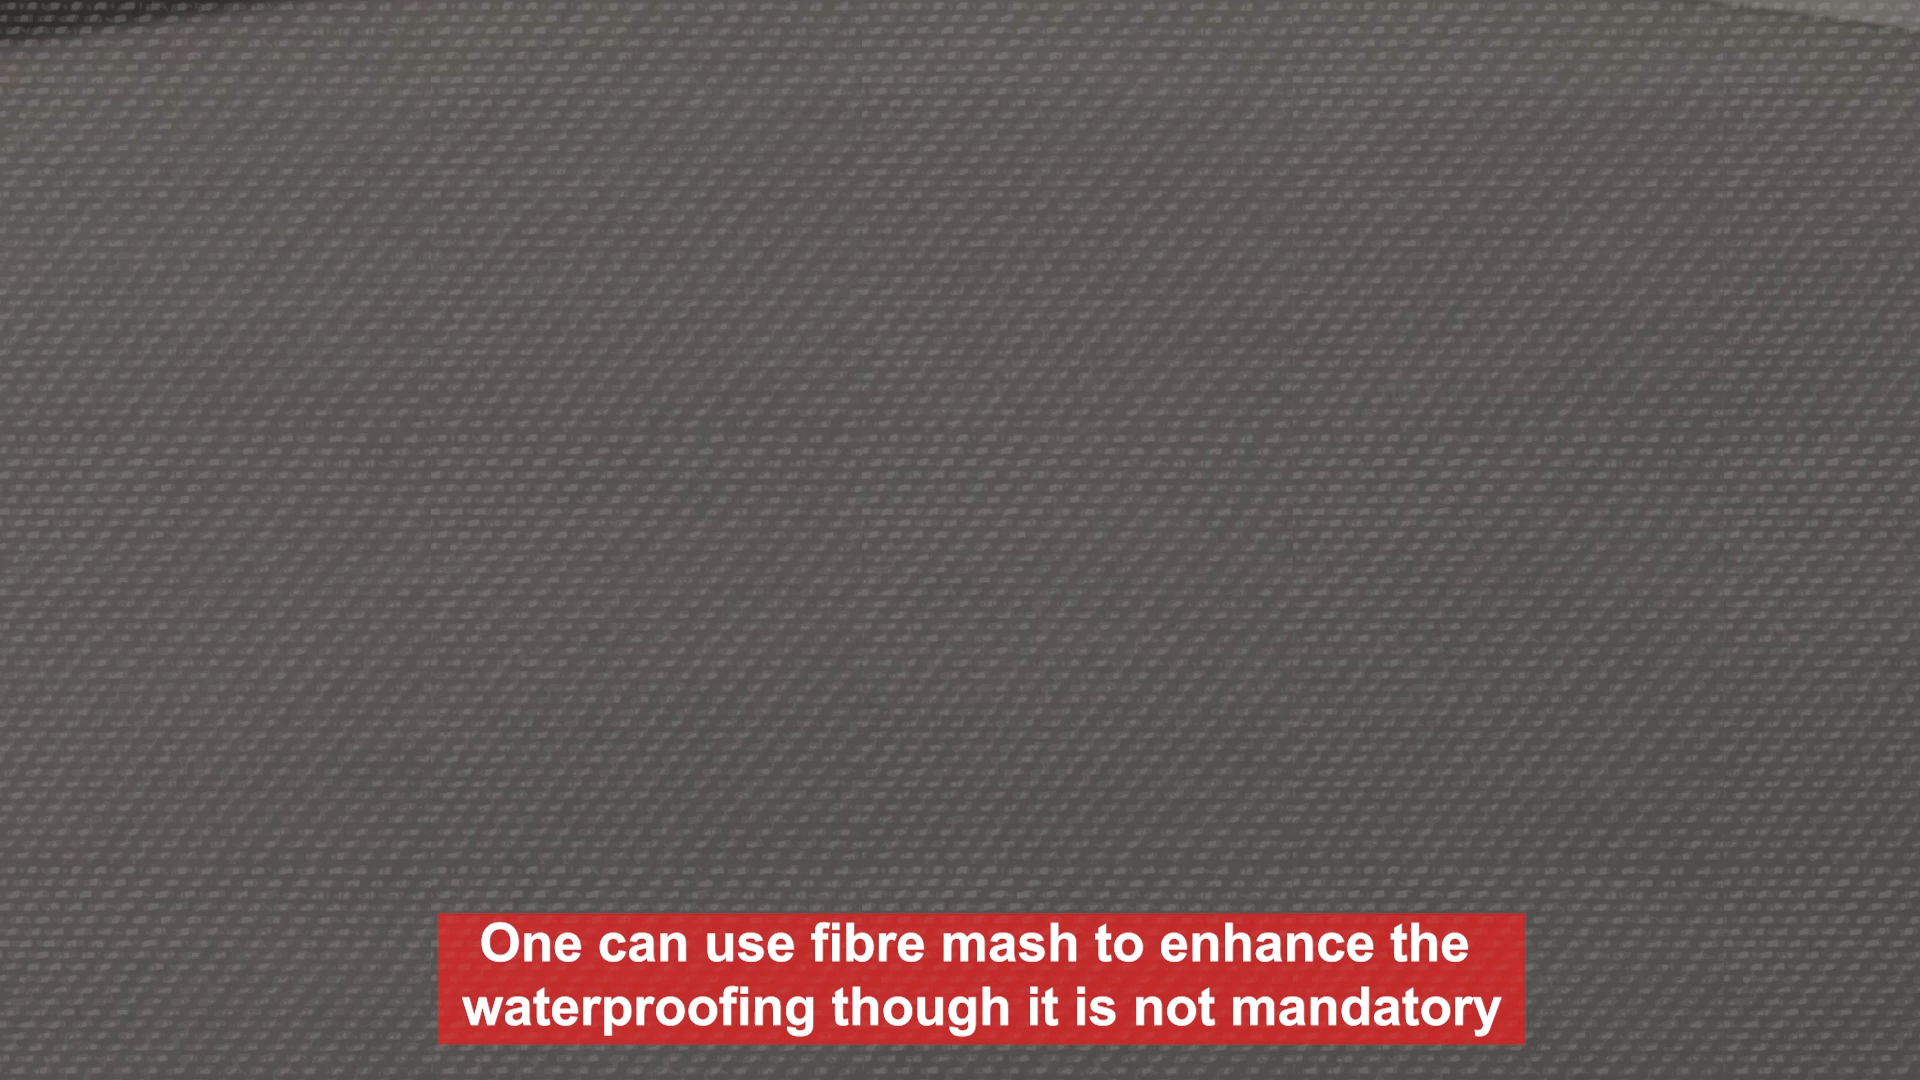 One can use fibre mash to enhance the
waterproofing though it is not mandatory